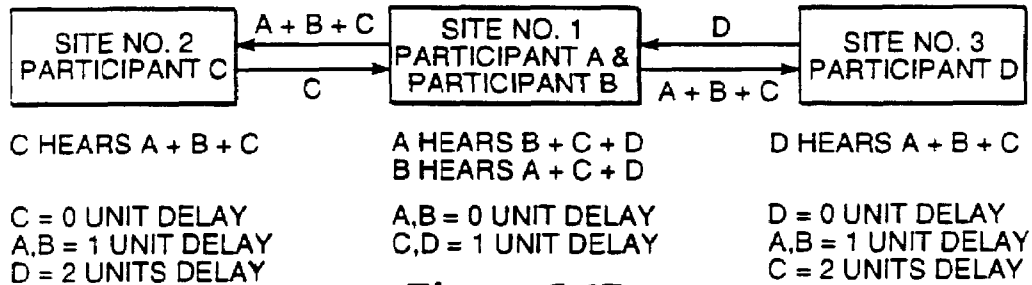 A + B + C
SITE NO. 2
PARTICIPANT C
C
SITE NO. 1
PARTICIPANT A &
PARTICIPANT B
D
A + B + C
SITE NO. 3
PARTICIPANT D
C HEARS A + B + C
A HEARS B + C + D
B HEARS A + C + D
D HEARS A + B + C
C = 0 UNIT DELAY
A,B = 1 UNIT DELAY
D = 2 UNITS DELAY
A,B = 0 UNIT DELAY
C,D = 1 UNIT DELAY
D = 0 UNIT DELAY
A,B = 1 UNIT DELAY
C = 2 UNITS DELAY